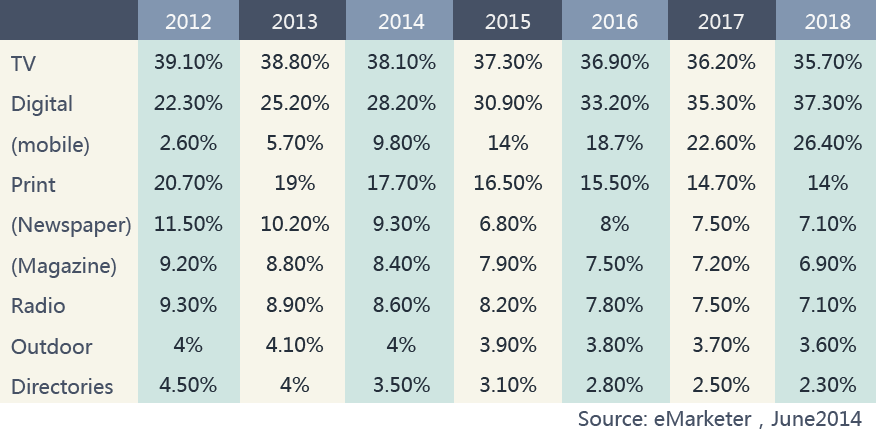 2012 2013 2014 2015 2016 2017 2018
TV 39.10% 38.80% 38.10% 37.30% 36.90% 36.20% 35.70%
Digital 22.30% 25.20% 28.20% 30.90% 33.20% 35.30% 37.30%
(mobile) 2.60% 5.70% 9.80% 14% 18.7% 22.60% 26.40%
Print 20.70% 19% 17.70% 16.50% 15.50% 14.70% 14%
(Newspaper) 11.50% 10.20% 9.30% 6.80% 8% 7.50% 7.10%
(Magazine) 9.20% 8.80% 8.40% 7.90% 7.50% 7.20% 6.90%
Radio 9.30% 8.90% 8.60% 8.20% 7.80% 7.50% 7.10%
Outdoor 4% 4.10% 4% 3.90% 3.80% 3.70% 3.60%
Directories 4.50% 4% 3.50% 3.10% 2.80% 2.50% 2.30%
Source: eMarketer , June2014